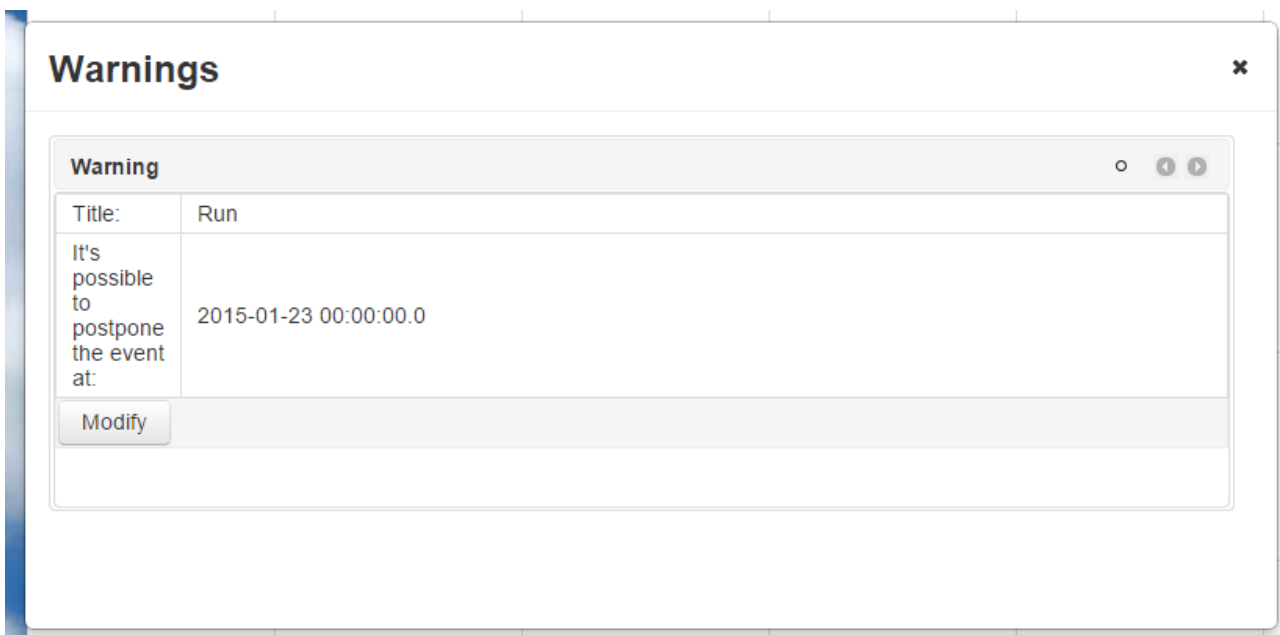 Warnings
Warning
Title:
Run
It's
possible
to
postpone
the event
at:
2015-01-23 00:00:00.0
Modify